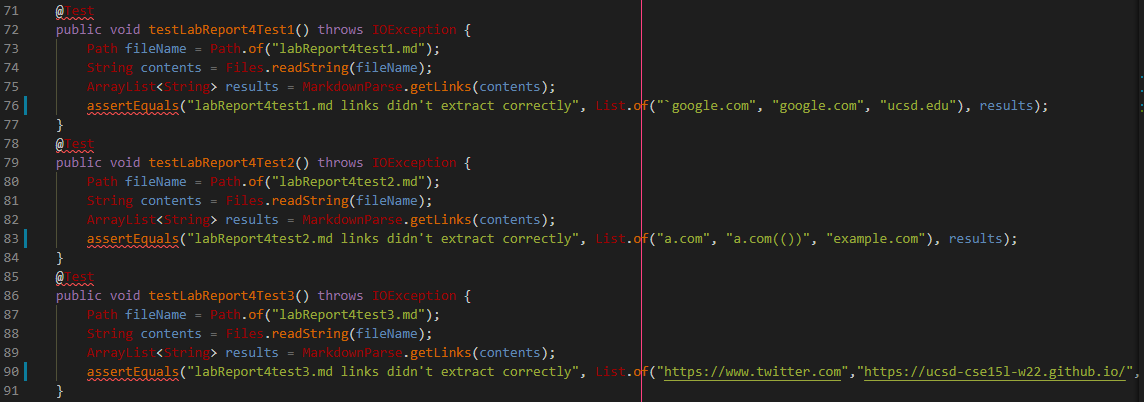 71 @Test
72 public void testLabReport4Test1() throws IOException {
73 Path fileName = Path.of("labReport4test1.md");
74 String contents = Files.readString(fileName);
75 ArrayList<String> results = MarkdownParse.getLinks(contents);
76 assertEquals("labReport4test1.md links didn't extract correctly", List.of("`google.com", "google.com", "ucsd.edu"), results);
77 }
78 @Test
79 public void testLabReport4Test2() throws IOException {
80 Path fileName = Path.of("labReport4test2.md");
81 String contents = Files.readString(fileName);
82 ArrayList<String> results = MarkdownParse.getLinks(contents);
83 assertEquals("labReport4test2.md links didn't extract correctly", List.of("a.com", "a.com(())", "example.com"), results);
84 }
85 @Test
86 public void testLabReport4Test3() throws IOException {
87 Path fileName = Path.of("labReport4test3.md");
88 String contents = Files.readString(fileName);
89 ArrayList<String> results = MarkdownParse.getLinks(contents);
90 assertEquals("labReport4test3.md links didn't extract correctly", List.of("https://www.twitter.com","https://ucsd-cse15l-w22.github.io/",
91 }